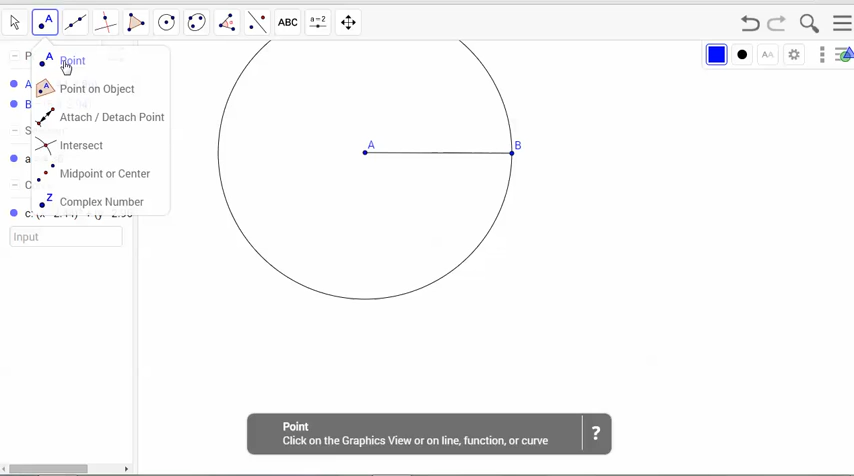 A
ABC
a=2
AA
P
Point
A
A
Point on Object
B
Attach / Detach Point
S
Intersect
a
Midpoint or Center
C
Z
Complex Number
Input
A
B
Point
Click on the Graphics View or on line, function, or curve
?